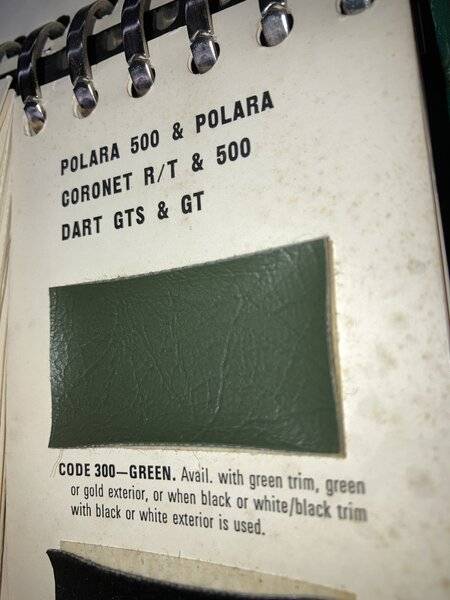 POLARA 500 & POLARA
CORONET R/T & 500
DART GTS & GT
CODE 300—GREEN. Avail. with green trim, green
or gold exterior, or when black or white/black trim
with black or white exterior is used.